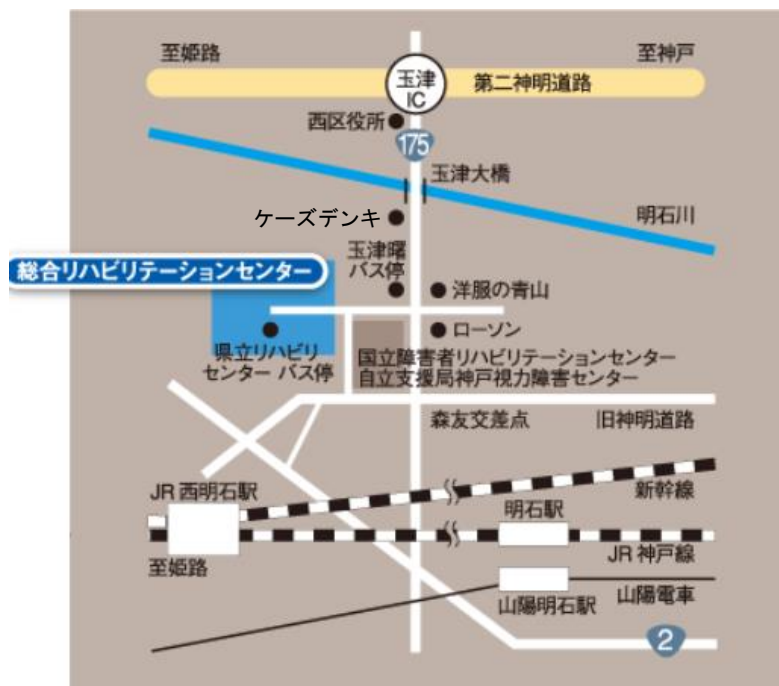 至姫路
至神戸
玉津
IC
第二神明道路
西区役所
175
玉津大橋
ケーズデンキ
明石川
玉津曙
バス停
総合リハビリテーションセンター
洋服の青山
ローソン
県立リハビリ
センター バス停
国立障害者リハビリテーションセンター
自立支援局神戸視力障害センター
森友交差点
旧神明道路
JR 西明石駅
新幹線
明石駅
至姫路
JR 神戸線
山陽明石駅
山陽電車
2